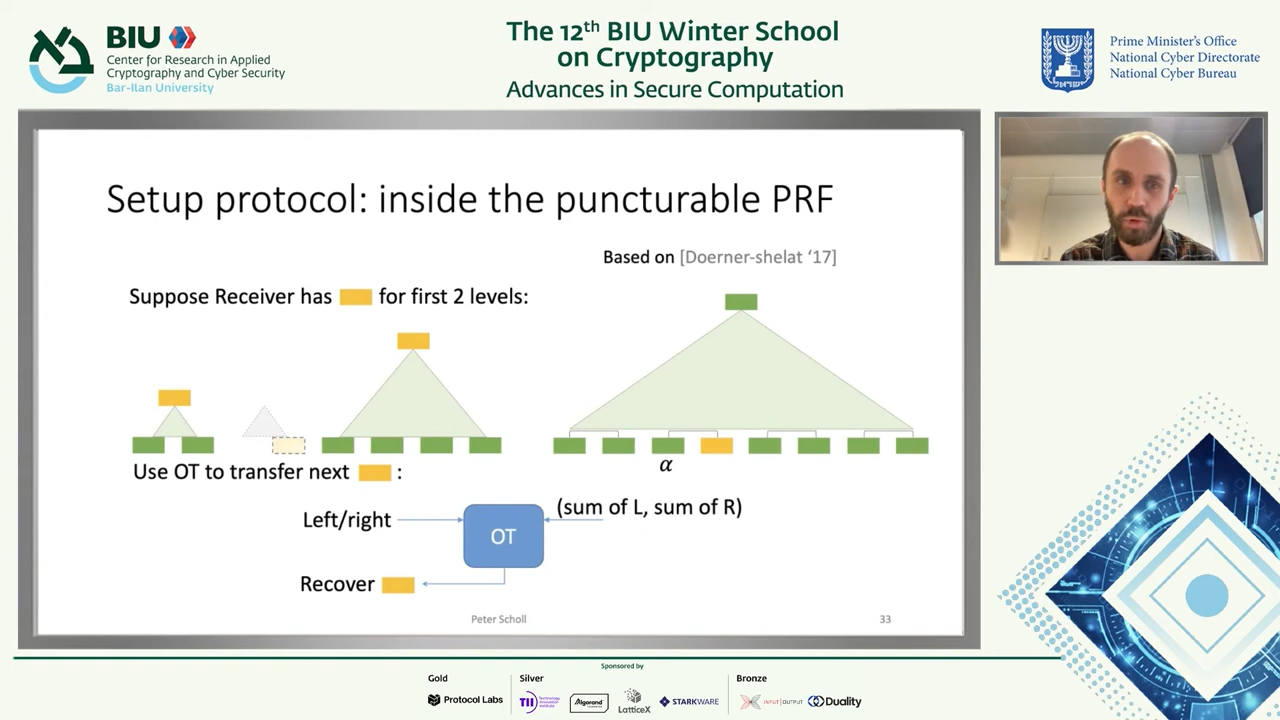 BIU
Center for Research in Applied
Cryptography and Cyber Security
Bar-Ilan University
The 12th BIU Winter School
on Cryptography
Advances in Secure Computation
Prime Minister's Office
National Cyber Directorate
National Cyber Bureau
Setup protocol: inside the puncturable PRF
Based on [Doerner-shelat '17]
Suppose Receiver has for first 2 levels:
α
Use OT to transfer next :
(sum of L, sum of R)
Left/right
OT
Recover
Peter Scholl
33
Sponsored by
Gold
Protocol Labs
Silver
TII Technology Innovation Institute
Algorand
LatticeX
STARKWARE
Bronze
INPUT|OUTPUT
Duality